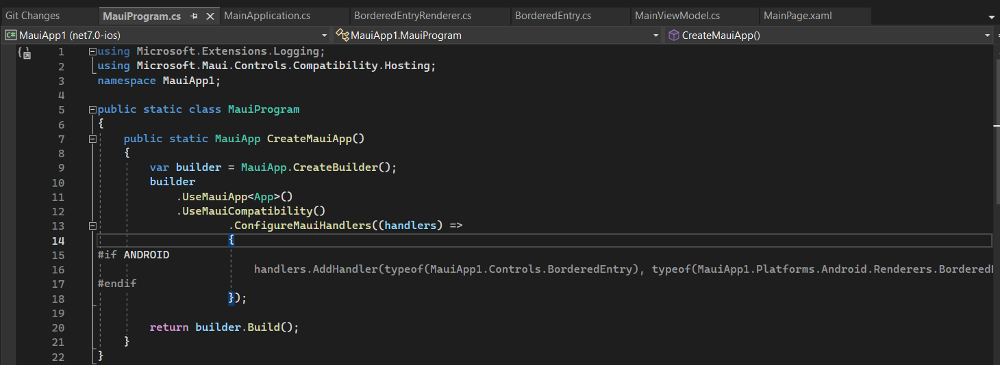 Git Changes MauiProgram.cs MainApplication.cs BorderedEntryRenderer.cs BorderedEntry.cs MainViewModel.cs MainPage.xaml
C# MauiApp1 (net7.0-ios) MauiApp1.MauiProgram CreateMauiApp()
1 using Microsoft.Extensions.Logging;
2 using Microsoft.Maui.Controls.Compatibility.Hosting;
3 namespace MauiApp1;
4
5 public static class MauiProgram
6 {
7 public static MauiApp CreateMauiApp()
8 {
9 var builder = MauiApp.CreateBuilder();
10 builder
11 .UseMauiApp<App>()
12 .UseMauiCompatibility()
13 .ConfigureMauiHandlers((handlers) =>
14 {
15 #if ANDROID
16 handlers.AddHandler(typeof(MauiApp1.Controls.BorderedEntry), typeof(MauiApp1.Platforms.Android.Renderers.Bordered
17 #endif
18 });
19
20 return builder.Build();
21 }
22 }